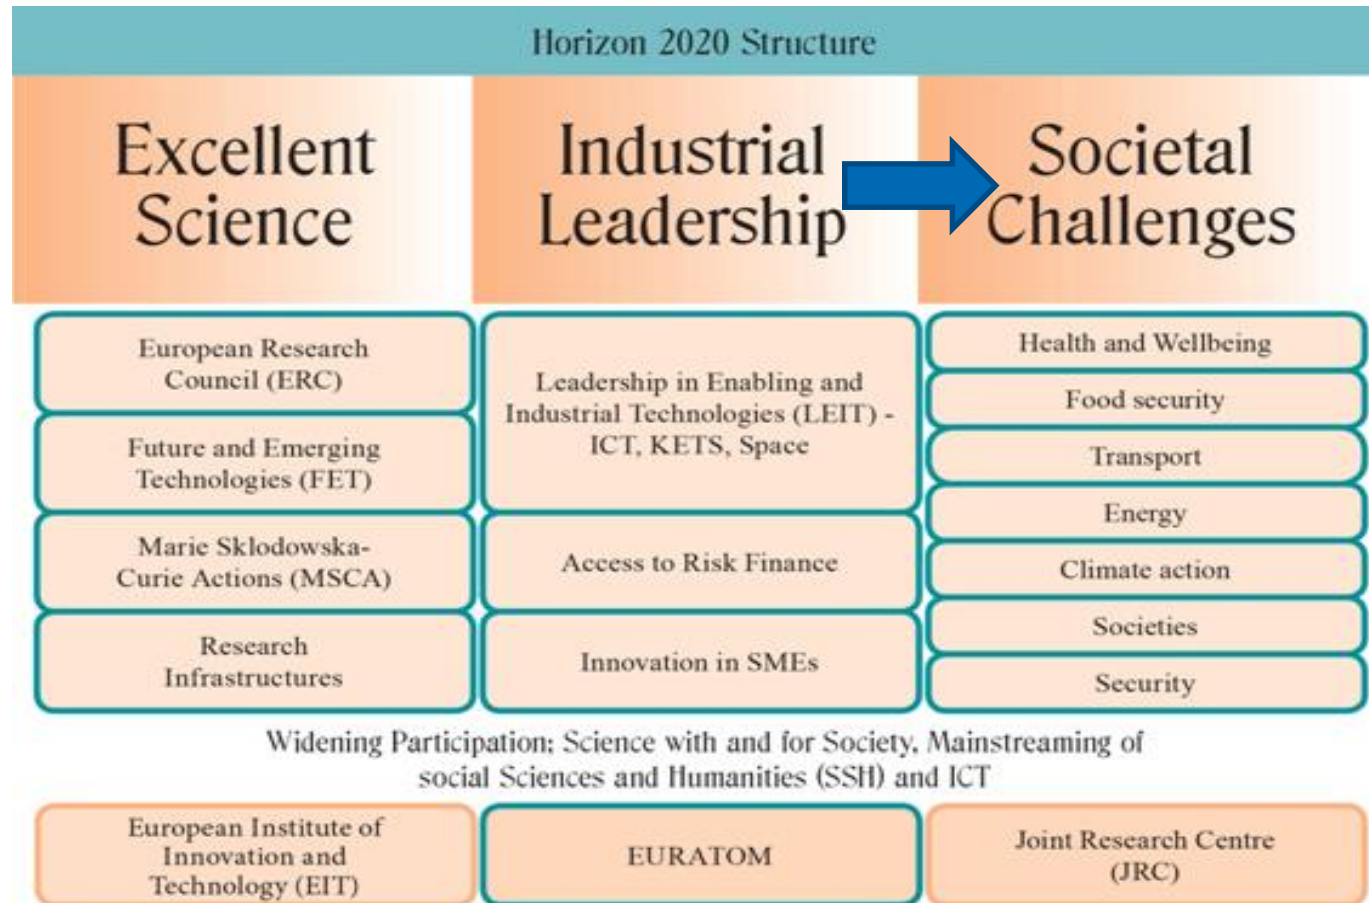 Horizon 2020 Structure
Excellent
Science
Industrial
Leadership
Societal
Challenges
European Research
Council (ERC)
Future and Emerging
Technologies (FET)
Marie Sklodowska-
Curie Actions (MSCA)
Research
Infrastructures
Leadership in Enabling and
Industrial Technologies (LEIT) -
ICT, KETS, Space
Access to Risk Finance
Innovation in SMEs
Health and Wellbeing
Food security
Transport
Energy
Climate action
Societies
Security
Widening Participation; Science with and for Society, Mainstreaming of
social Sciences and Humanities (SSH) and ICT
European Institute of
Innovation and
Technology (EIT)
EURATOM
Joint Research Centre
(JRC)